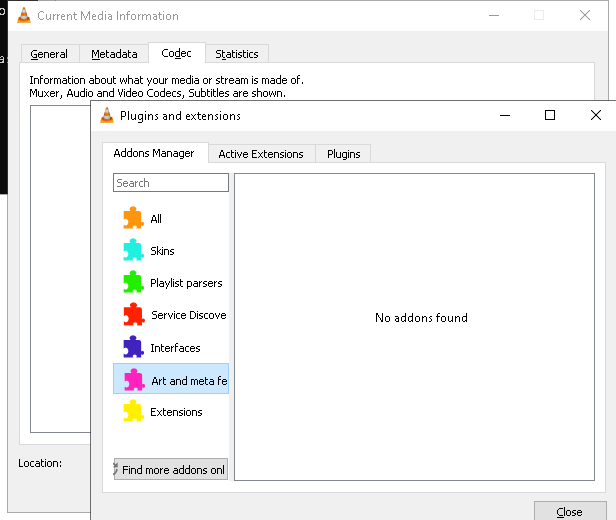 Current Media Information
General
Metadata
Codec
Statistics
Information about what your media or stream is made of.
Muxer, Audio and Video Codecs, Subtitles are shown.
Plugins and extensions
Addons Manager
Active Extensions
Plugins
Search
All
Skins
Playlist parsers
Service Discove
Interfaces
Art and meta fe
Extensions
No addons found
Location:
Find more addons onl
Close